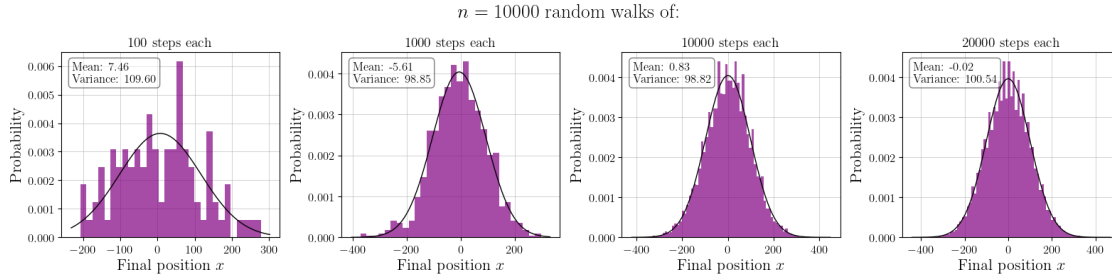 n = 10000 random walks of:
100 steps each
Mean: 7.46
Variance: 109.60
0.006
0.005
0.004
0.003
0.002
0.001
0.000
Probability
−200 −100 0 100 200 300
Final position x
1000 steps each
Mean: -5.61
Variance: 98.85
0.004
0.003
0.002
0.001
0.000
Probability
−400 −200 0 200
Final position x
10000 steps each
Mean: 0.83
Variance: 98.82
0.004
0.003
0.002
0.001
0.000
Probability
−400 −200 0 200 400
Final position x
20000 steps each
Mean: -0.02
Variance: 100.54
0.004
0.003
0.002
0.001
0.000
Probability
−400 −200 0 200 400
Final position x